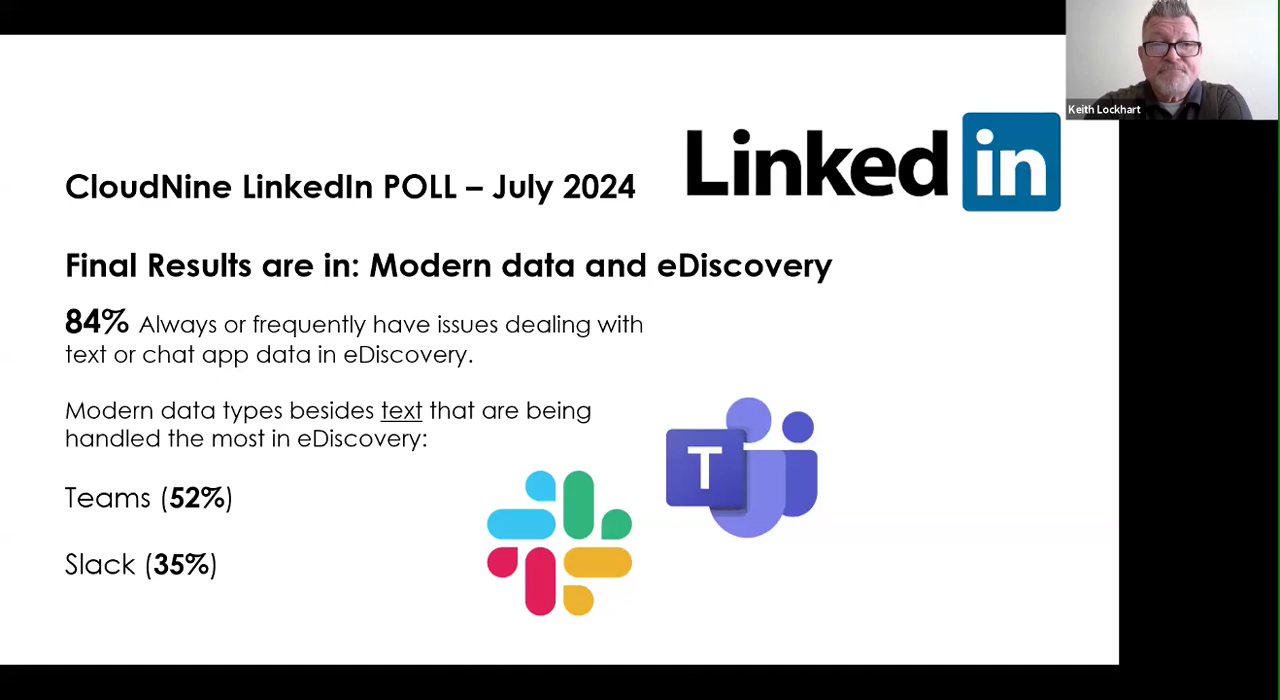 Keith Lockhart
Linked in
CloudNine LinkedIn POLL – July 2024
Final Results are in: Modern data and eDiscovery
84% Always or frequently have issues dealing with
text or chat app data in eDiscovery.
Modern data types besides text that are being
handled the most in eDiscovery:
T
Teams (52%)
Slack (35%)